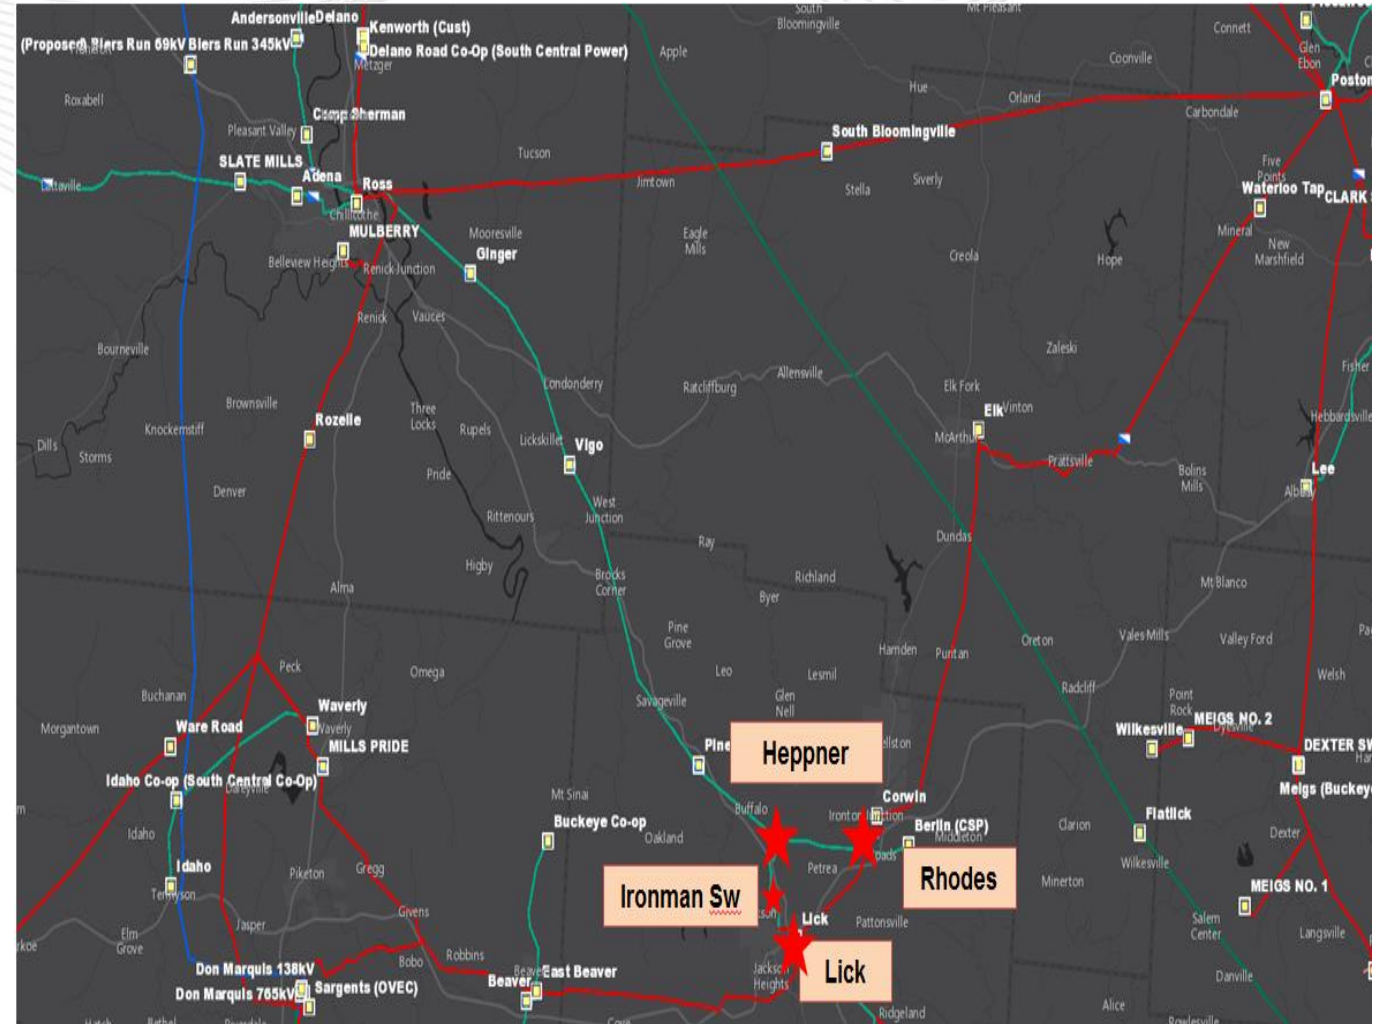 South
Bloomingville
Mt Pleasant
Andersonville
Delano
Kenworth (Cust)
Connett
(Proposed) Biers Run 69kV
Biers Run 345kV
Delano Road Co-Op (South Central Power)
Metzger
Apple
Glen
Ebon
Coonville
Poston
Roxabell
Hue
Orland
Carbondale
Camp Sherman
Pleasant Valley
South Bloomingville
Tucson
SLATE MILLS
Adena
Ross
Jimtown
Stella
Siverly
Five
Points
Waterloo Tap
CLARK
Chillicothe
MULBERRY
Mooresville
Eagle
Mills
Mineral
New
Marshfield
Belleview Heights
Renick Junction
Ginger
Creola
Hope
Renick
Vauces
Bourneville
Zaleski
Londonderry
Ratcliffburg
Allensville
Elk Fork
Fisher
Brownsville
Three
Locks
Elk
Vinton
Hebbardsville
Knockemstiff
Rozelle
Rupels
Lickskillet
Vigo
McArthur
Dills
Storms
Prattsville
Bolins
Mills
Lee
Albany
Pride
Denver
West
Junction
Rittenours
Ray
Dundas
Higby
Brocks
Corner
Richland
Byer
Mt Blanco
Alma
Pine
Grove
Hamden
Puritan
Oreton
Vales Mills
Valley Ford
Peck
Omega
Leo
Lesmil
Welsh
Buchanan
Savageville
Glen
Nell
Radcliff
Point
Rock
Morgantown
Waverly
Waverly
Ware Road
MILLS PRIDE
Heppner
Wilkesville
MEIGS NO. 2
Dyesville
DEXTER SW
Idaho Co-op (South Central Co-Op)
Mt Sinai
Buffalo
Corwin
Meigs (Buckeye
Idaho
Buckeye Co-op
Oakland
Ironton Junction
Berlin (CSP)
Middleton
Clarion
Flatlick
Dexter
Idaho
Tennyson
Piketon
Gregg
Petrea
Rhodes
Minerton
Wilkesville
Ironman Sw
MEIGS NO. 1
Givens
Lick
Pattonsville
Salem
Center
Langsville
Elm
Grove
Jasper
Bobo
Robbins
Jackson
Heights
Lick
Don Marquis 138kV
Don Marquis 765kV
Sargents (OVEC)
Beaver
East Beaver
Danville
Alice
Ridgeland